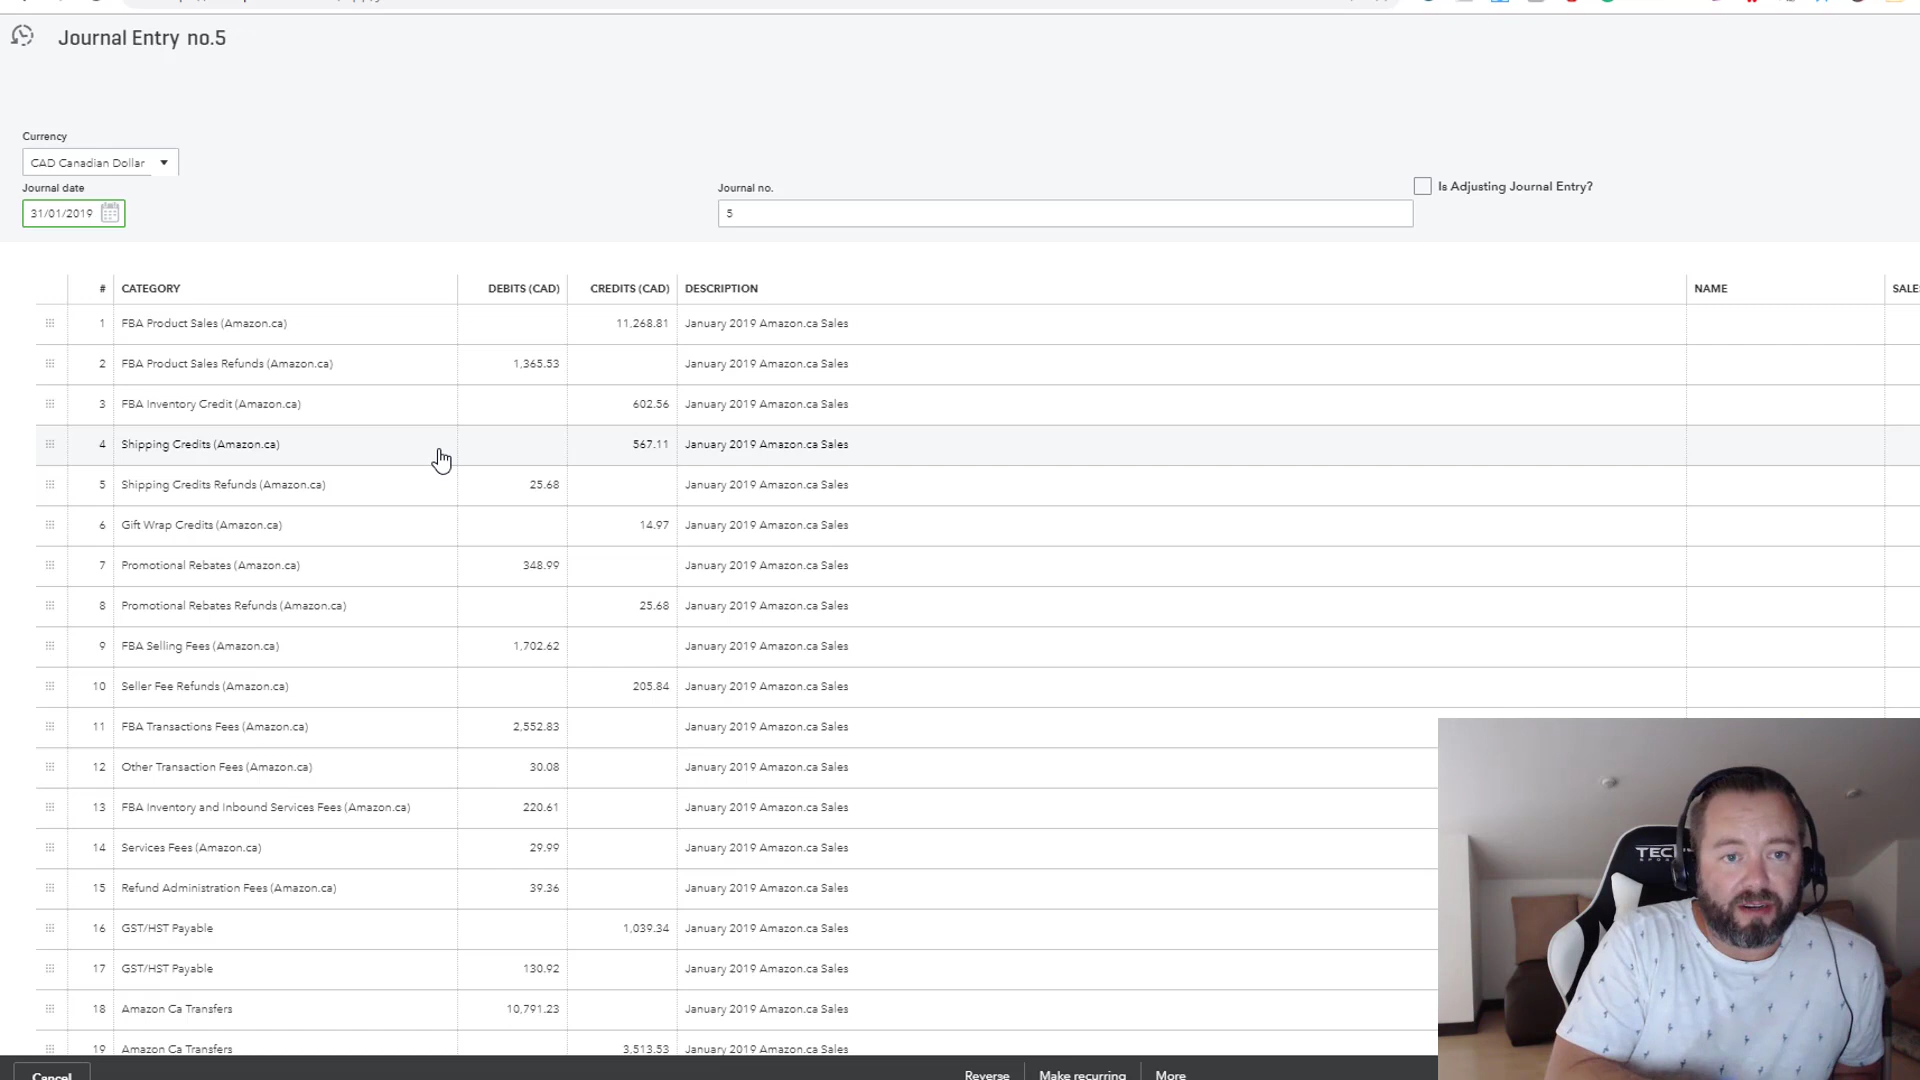 Journal Entry no.5
Currency
CAD Canadian Dollar
Journal date
31/01/2019
Journal no.
5
Is Adjusting Journal Entry?
# CATEGORY DEBITS (CAD) CREDITS (CAD) DESCRIPTION NAME SALES
1 FBA Product Sales (Amazon.ca) 11,268.81 January 2019 Amazon.ca Sales
2 FBA Product Sales Refunds (Amazon.ca) 1,365.53 January 2019 Amazon.ca Sales
3 FBA Inventory Credit (Amazon.ca) 602.56 January 2019 Amazon.ca Sales
4 Shipping Credits (Amazon.ca) 567.11 January 2019 Amazon.ca Sales
5 Shipping Credits Refunds (Amazon.ca) 25.68 January 2019 Amazon.ca Sales
6 Gift Wrap Credits (Amazon.ca) 14.97 January 2019 Amazon.ca Sales
7 Promotional Rebates (Amazon.ca) 348.99 January 2019 Amazon.ca Sales
8 Promotional Rebates Refunds (Amazon.ca) 25.68 January 2019 Amazon.ca Sales
9 FBA Selling Fees (Amazon.ca) 1,702.62 January 2019 Amazon.ca Sales
10 Seller Fee Refunds (Amazon.ca) 205.84 January 2019 Amazon.ca Sales
11 FBA Transactions Fees (Amazon.ca) 2,552.83 January 2019 Amazon.ca Sales
12 Other Transaction Fees (Amazon.ca) 30.08 January 2019 Amazon.ca Sales
13 FBA Inventory and Inbound Services Fees (Amazon.ca) 220.61 January 2019 Amazon.ca Sales
14 Services Fees (Amazon.ca) 29.99 January 2019 Amazon.ca Sales
15 Refund Administration Fees (Amazon.ca) 39.36 January 2019 Amazon.ca Sales
16 GST/HST Payable 1,039.34 January 2019 Amazon.ca Sales
17 GST/HST Payable 130.92 January 2019 Amazon.ca Sales
18 Amazon Ca Transfers 10,791.23 January 2019 Amazon.ca Sales
19 Amazon Ca Transfers 3,513.53 January 2019 Amazon.ca Sales
Cancel Reverse Make recurring More